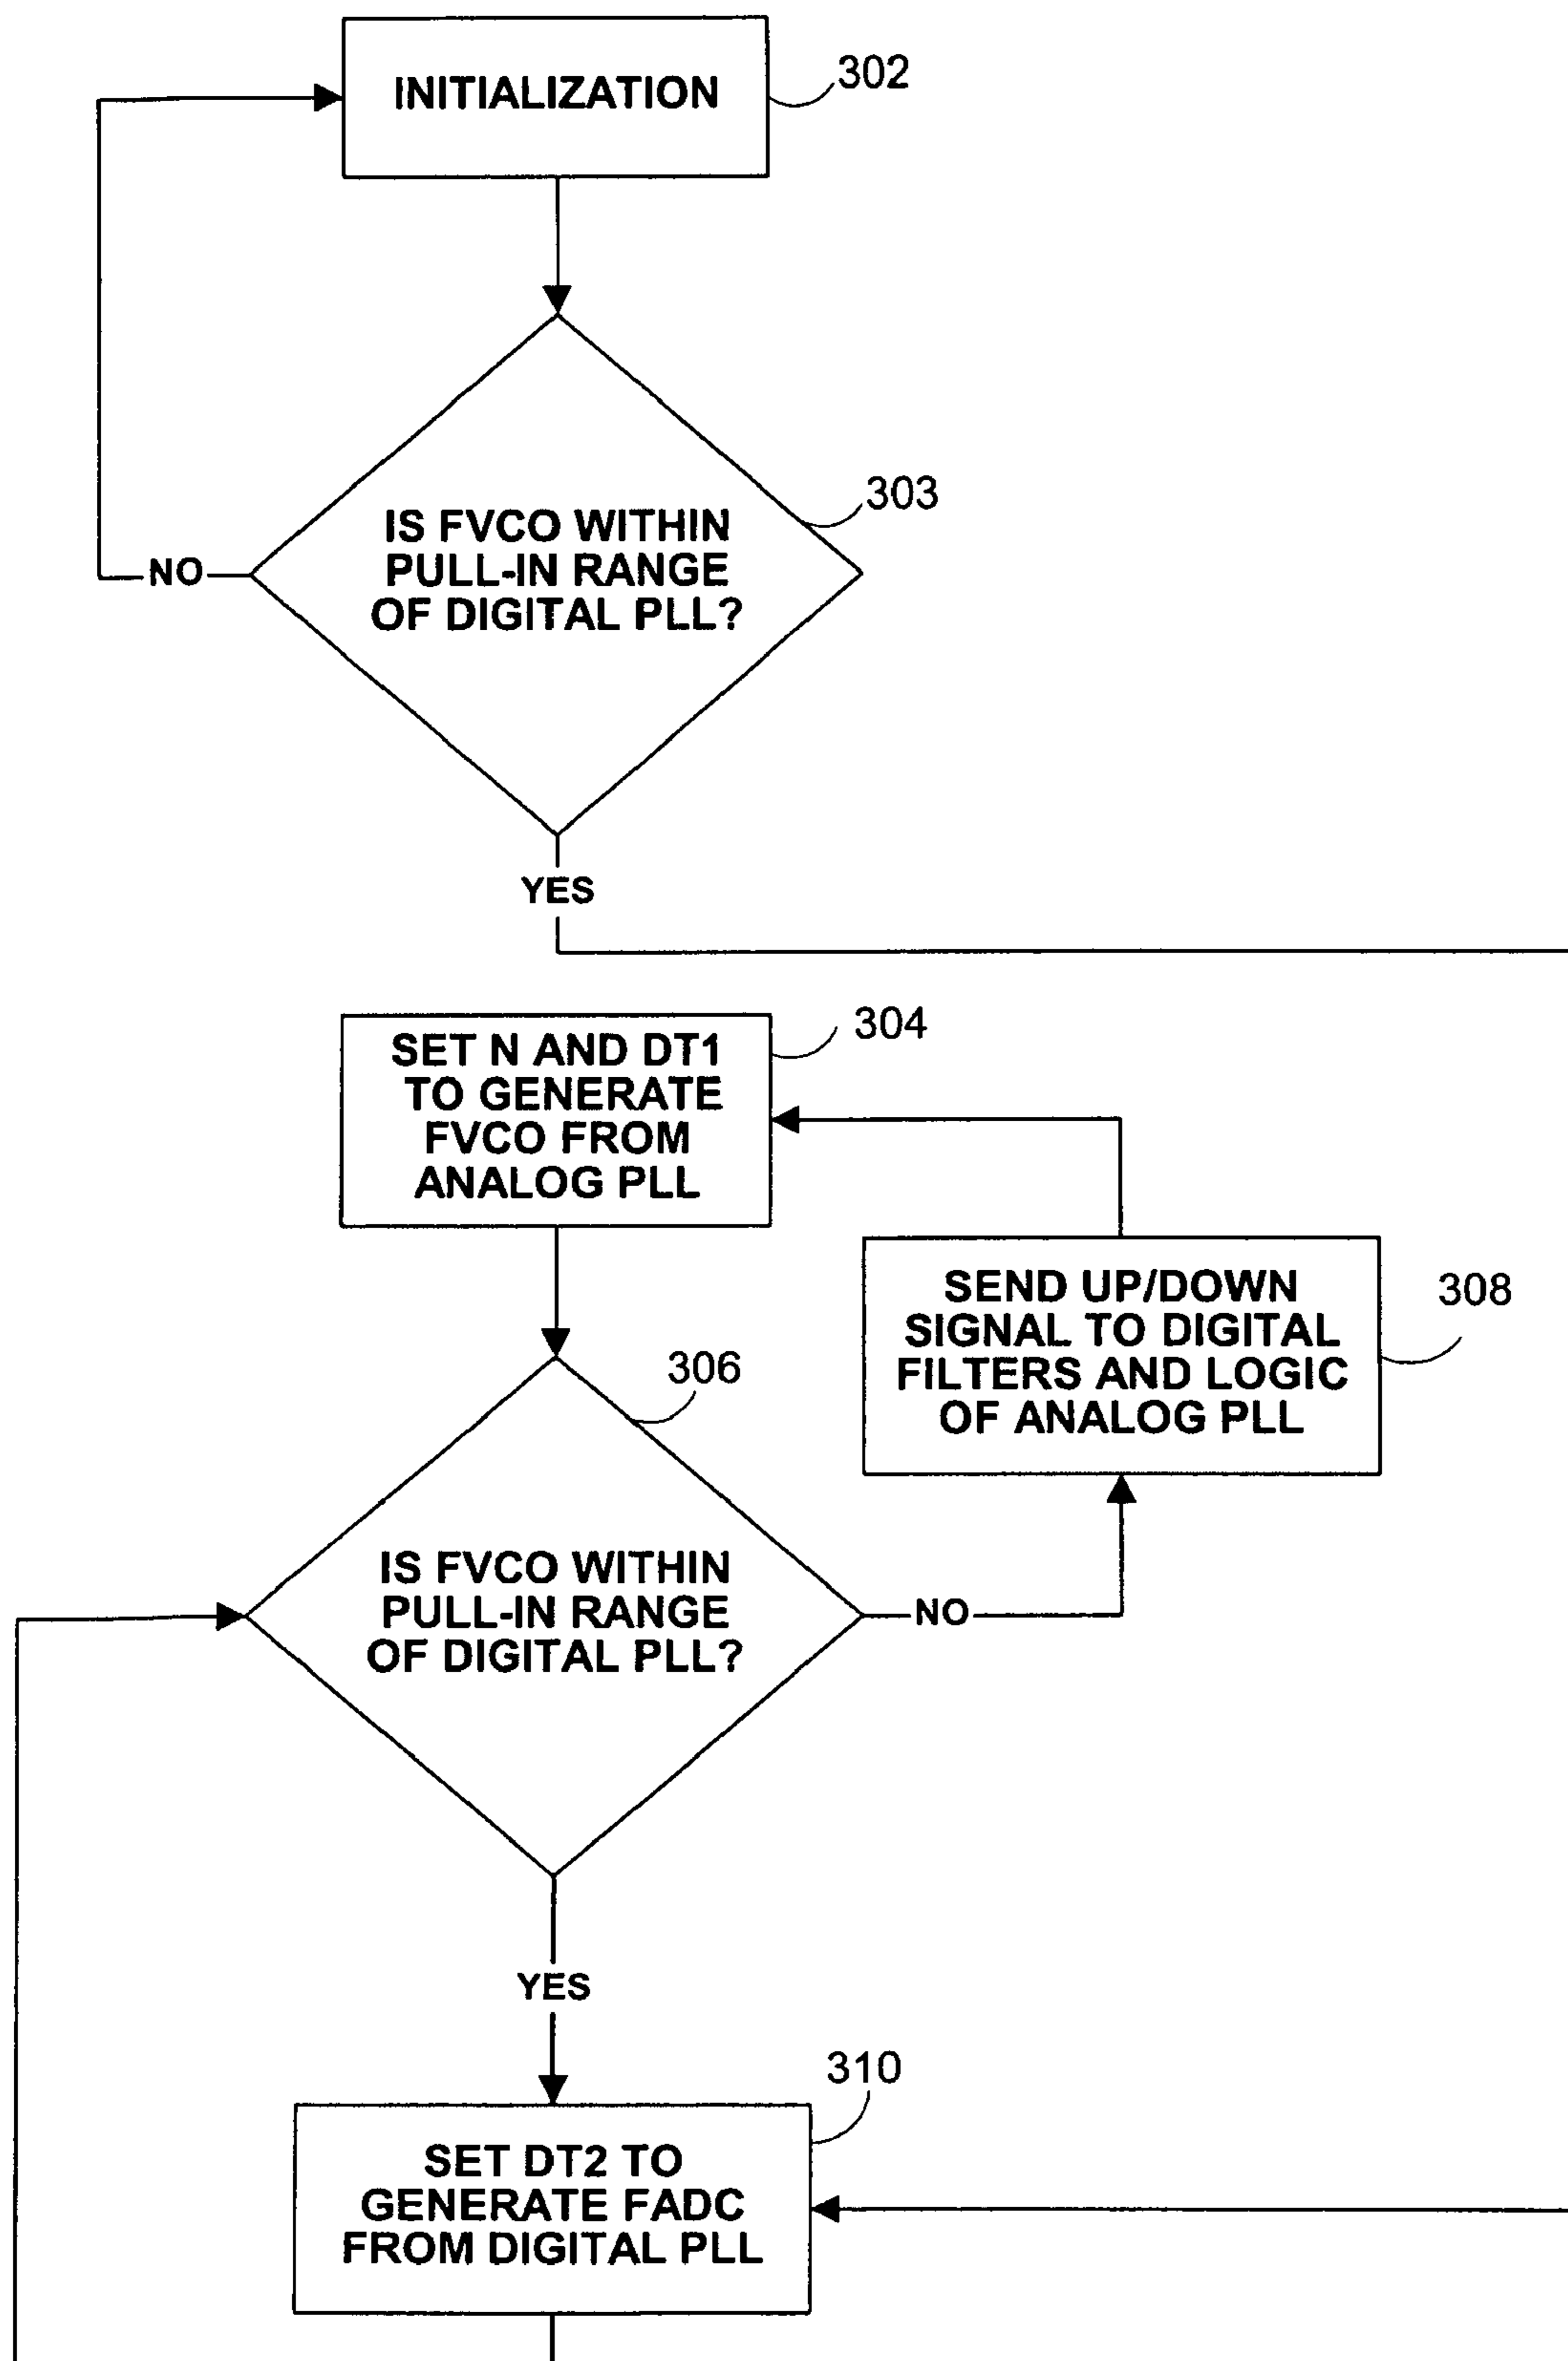 INITIALIZATION
302
IS FVCO WITHIN
PULL-IN RANGE
OF DIGITAL PLL?
303
NO
YES
SET N AND DT1
TO GENERATE
FVCO FROM
ANALOG PLL
304
SEND UP/DOWN
SIGNAL TO DIGITAL
FILTERS AND LOGIC
OF ANALOG PLL
308
306
IS FVCO WITHIN
PULL-IN RANGE
OF DIGITAL PLL?
NO
YES
310
SET DT2 TO
GENERATE FADC
FROM DIGITAL PLL